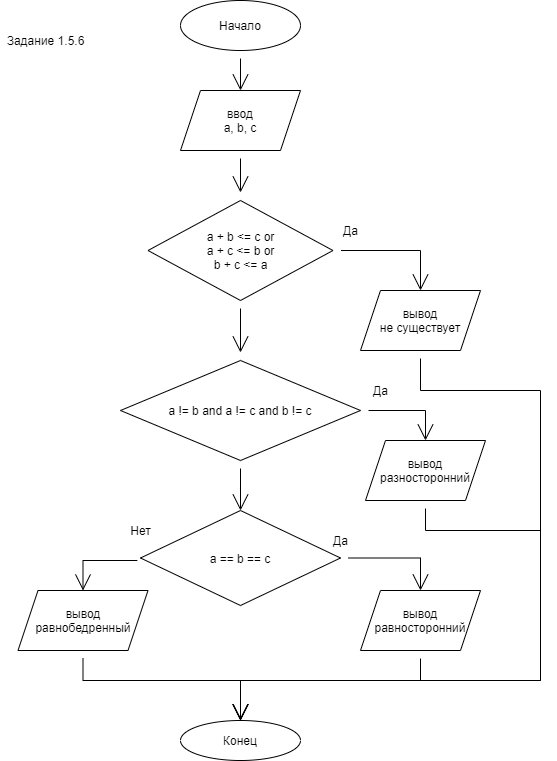 Начало
Задание 1.5.6
ввод
a, b, c
a + b <= c or
a + c <= b or
b + c <= a
Да
вывод
не существует
a != b and a != c and b != c
Да
вывод
разносторонний
Нет
Да
a == b == c
вывод
равнобедренный
вывод
равносторонний
Конец